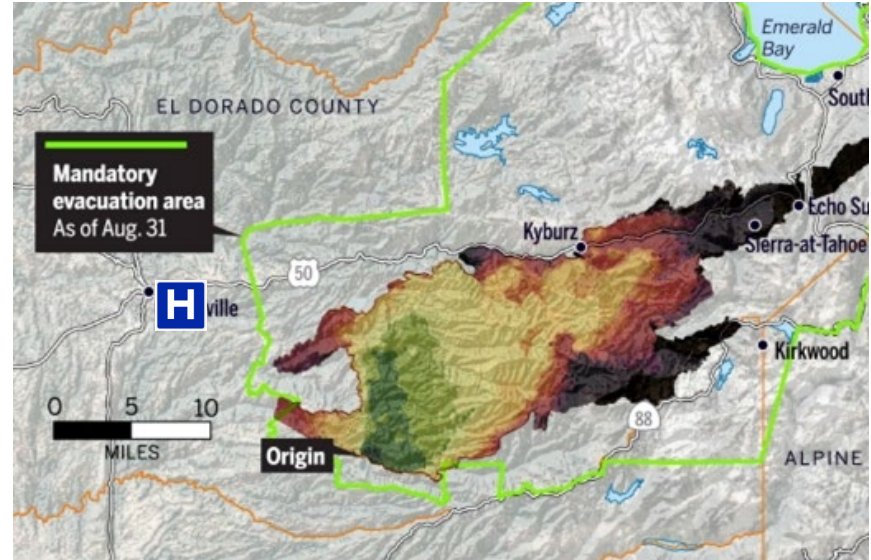 Emerald
Bay
South
EL DORADO COUNTY
Mandatory
evacuation area
As of Aug. 31
Kyburz
Echo Su
Sierra-at-Tahoe
50
H
ville
Kirkwood
0 5 10
MILES
88
Origin
ALPINE